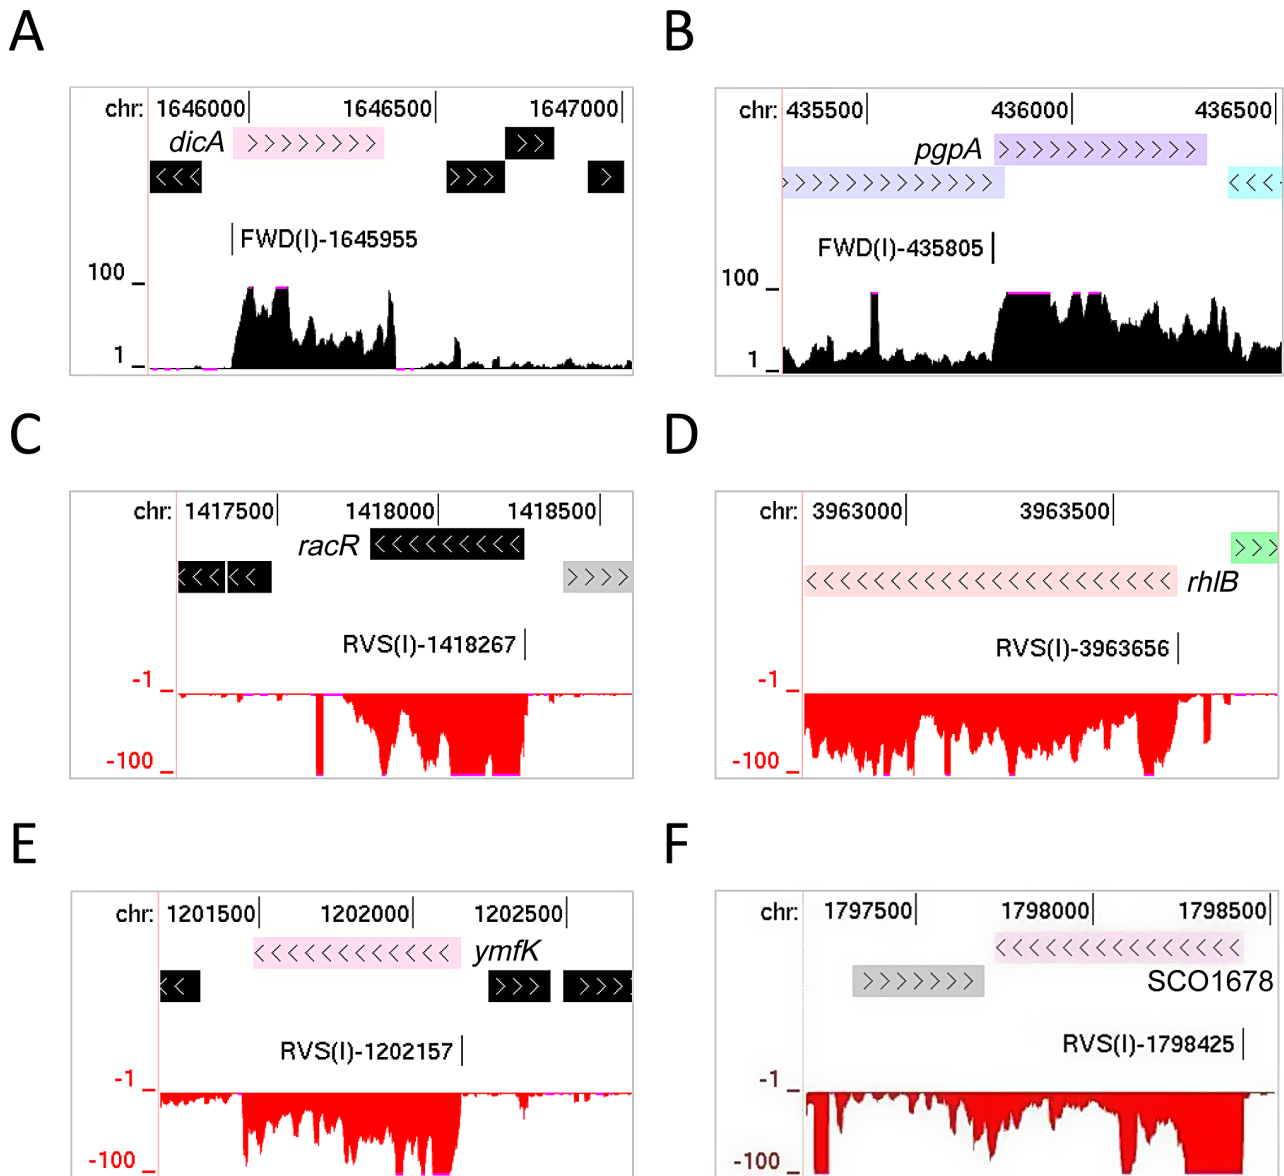 A
chr: 1646000 1646500 1647000
dicA
FWD(I)-1645955
100
1
B
chr: 435500 436000 436500
pgpA
FWD(I)-435805
100
1
C
chr: 1417500 1418000 1418500
racR
RVS(I)-1418267
-1
-100
D
chr: 3963000 3963500
rhlB
RVS(I)-3963656
-1
-100
E
chr: 1201500 1202000 1202500
ymfK
RVS(I)-1202157
-1
-100
F
chr: 1797500 1798000 1798500
SCO1678
RVS(I)-1798425
-1
-100